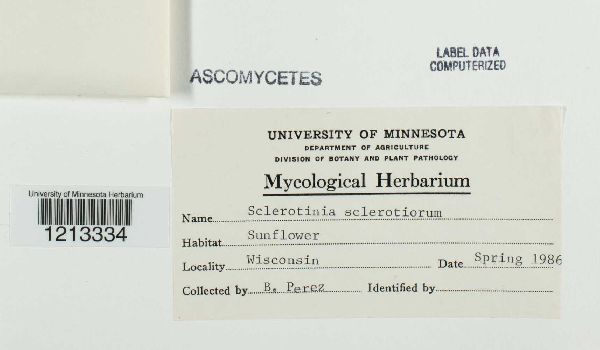 ASCOMYCETES
LABEL DATA
COMPUTERIZED
UNIVERSITY OF MINNESOTA
DEPARTMENT OF AGRICULTURE
DIVISION OF BOTANY AND PLANT PATHOLOGY
Mycological Herbarium
Name Sclerotinia sclerotiorum
Habitat Sunflower
Locality Wisconsin Date Spring 1986
Collected by B. Perez Identified by
University of Minnesota Herbarium
1213334